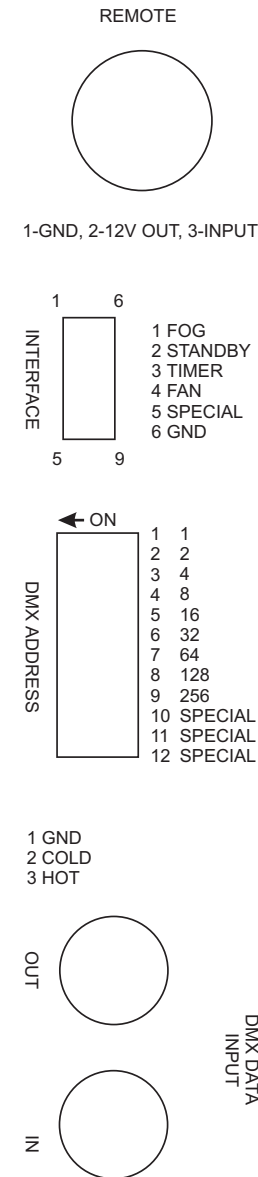 REMOTE
1-GND, 2-12V OUT, 3-INPUT
1 6
INTERFACE
1 FOG
2 STANDBY
3 TIMER
4 FAN
5 SPECIAL
6 GND
5 9
ON
DMX ADDRESS
1 1
2 2
3 4
4 8
5 16
6 32
7 64
8 128
9 256
10 SPECIAL
11 SPECIAL
12 SPECIAL
1 GND
2 COLD
3 HOT
OUT
DMX DATA
INPUT
IN